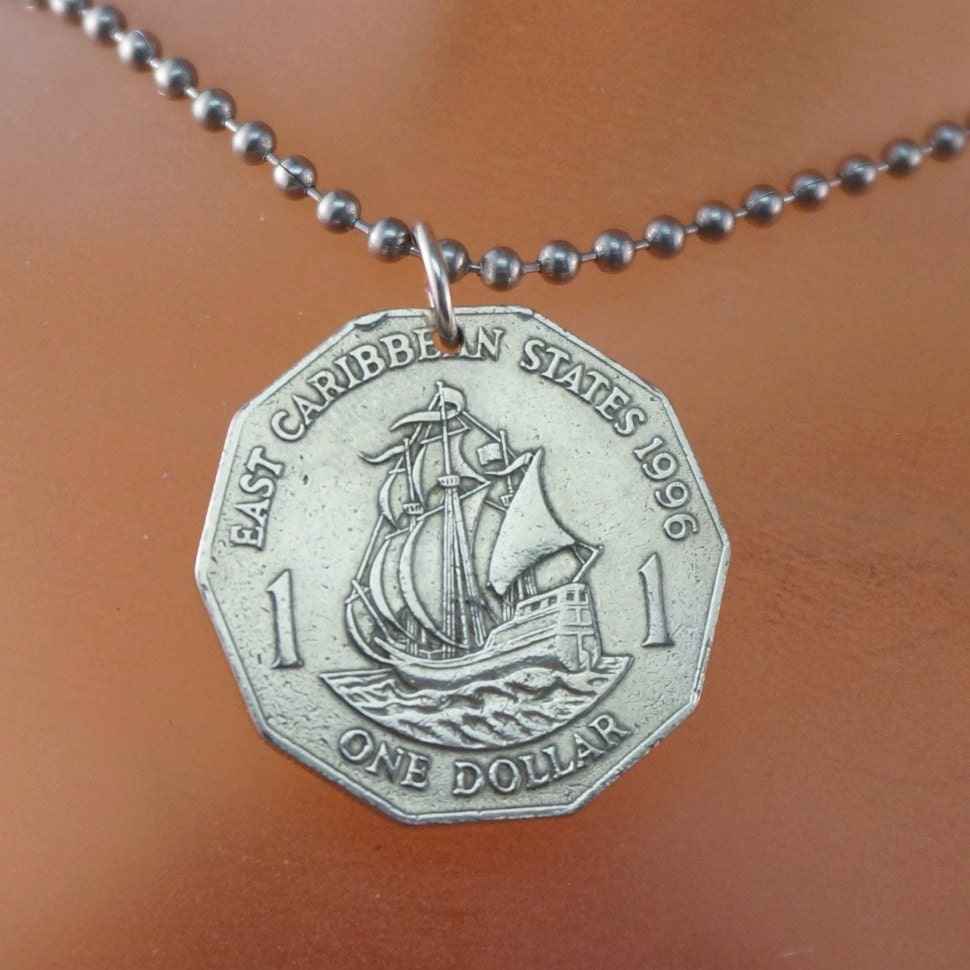 EAST CARIBBEAN STATES 1996
1 1
ONE DOLLAR